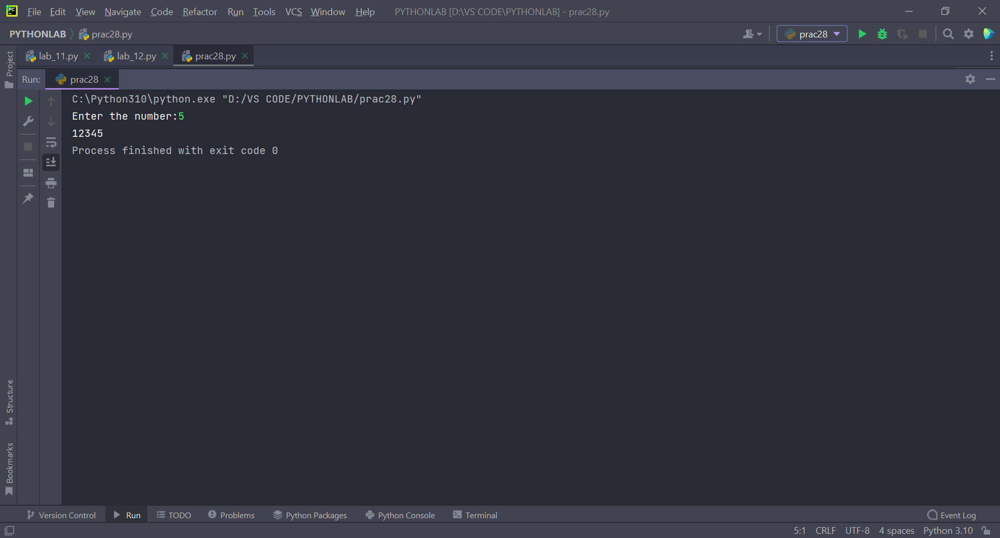 PC File Edit View Navigate Code Refactor Run Tools VCS Window Help PYTHONLAB [D:\VS CODE\PYTHONLAB] - prac28.py
PYTHONLAB prac28.py prac28
lab_11.py lab_12.py prac28.py
Project
Run: prac28
C:\Python310\python.exe "D:/VS CODE/PYTHONLAB/prac28.py"
Enter the number:5
12345
Process finished with exit code 0
Structure
Bookmarks
Version Control Run TODO Problems Python Packages Python Console Terminal Event Log
5:1 CRLF UTF-8 4 spaces Python 3.10